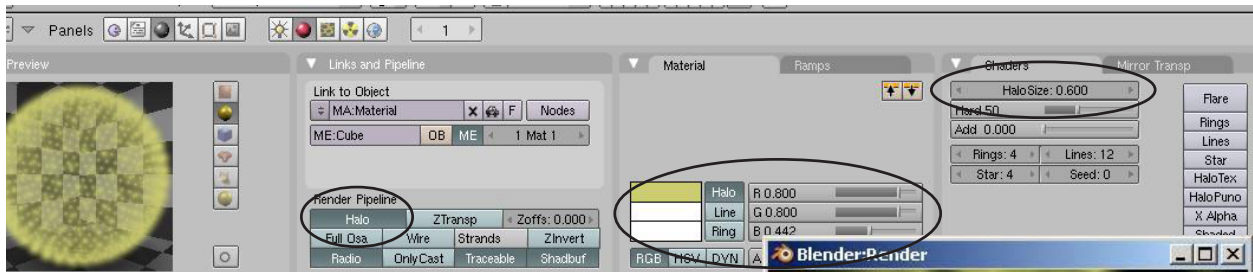 Panels 1
Preview
Links and Pipeline
Link to Object
MA:Material X F Nodes
ME:Cube OB ME 1 Mat 1
Render Pipeline
Halo ZTransp Zoffs: 0.000
Full Osa Wire Strands ZInvert
Radio OnlyCast Traceable Shadbuf
Material Ramps
Halo R 0.800
Line G 0.800
Ring B 0.442
RGB HSV DYN A
Shaders Mirror Transp
HaloSize: 0.600
Hard 50
Add 0.000
Rings: 4 Lines: 12
Star: 4 Seed: 0
Flare
Rings
Lines
Star
HaloTex
HaloPuno
X Alpha
Shaded
Blender:Render